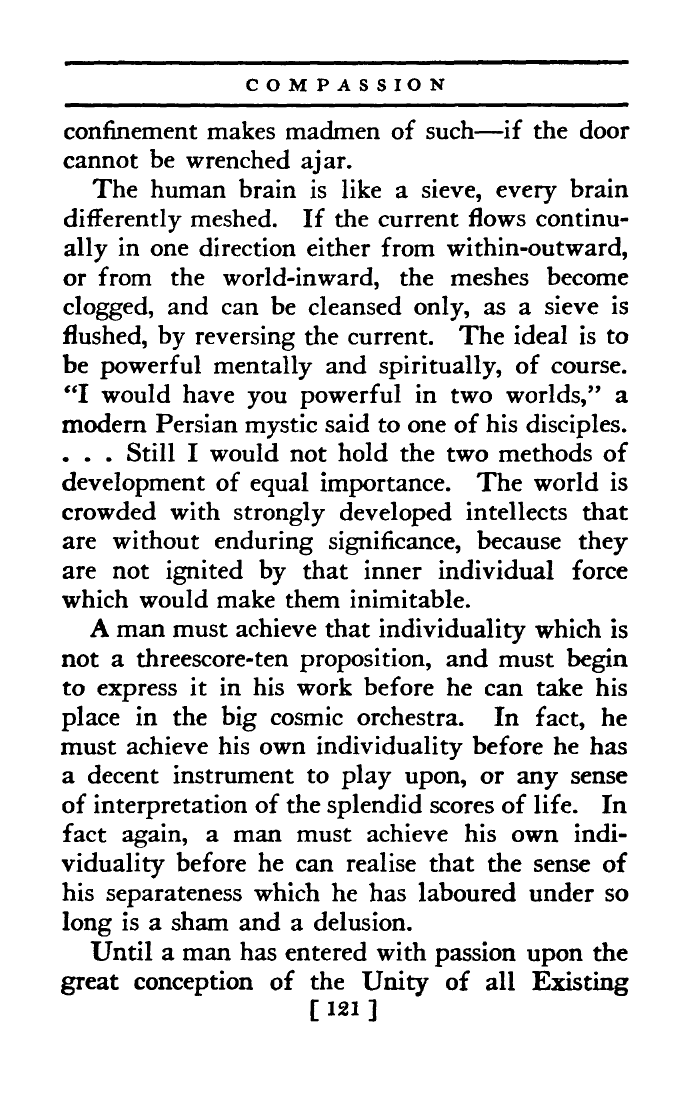 COMPASSION
confinement makes madmen of such—if the door
cannot be wrenched ajar.
The human brain is like a sieve, every brain
differently meshed. If the current flows continu-
ally in one direction either from within-outward,
or from the world-inward, the meshes become
clogged, and can be cleansed only, as a sieve is
flushed, by reversing the current. The ideal is to
be powerful mentally and spiritually, of course.
“I would have you powerful in two worlds,” a
modern Persian mystic said to one of his disciples.
. . . Still I would not hold the two methods of
development of equal importance. The world is
crowded with strongly developed intellects that
are without enduring significance, because they
are not ignited by that inner individual force
which would make them inimitable.
A man must achieve that individuality which is
not a threescore-ten proposition, and must begin
to express it in his work before he can take his
place in the big cosmic orchestra. In fact, he
must achieve his own individuality before he has
a decent instrument to play upon, or any sense
of interpretation of the splendid scores of life. In
fact again, a man must achieve his own indi-
viduality before he can realise that the sense of
his separateness which he has laboured under so
long is a sham and a delusion.
Until a man has entered with passion upon the
great conception of the Unity of all Existing
[ 121 ]